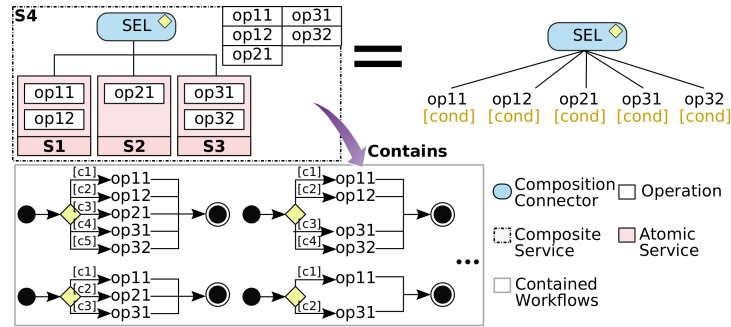 S4
SEL
op11 op31
op12 op32
op21
op11
op12
S1
op21
S2
op31
op32
S3
SEL
op11 op12 op21 op31 op32
[cond] [cond] [cond] [cond] [cond]
Contains
[c1] op11
[c2] op12
[c3] op21
[c4] op31
[c5] op32
[c1] op11
[c2] op12
[c3] op31
[c4] op32
[c1] op11
[c2] op21
[c3] op31
[c1] op11
[c2] op31
...
Composition
Connector
Operation
Composite
Service
Atomic
Service
Contained
Workflows